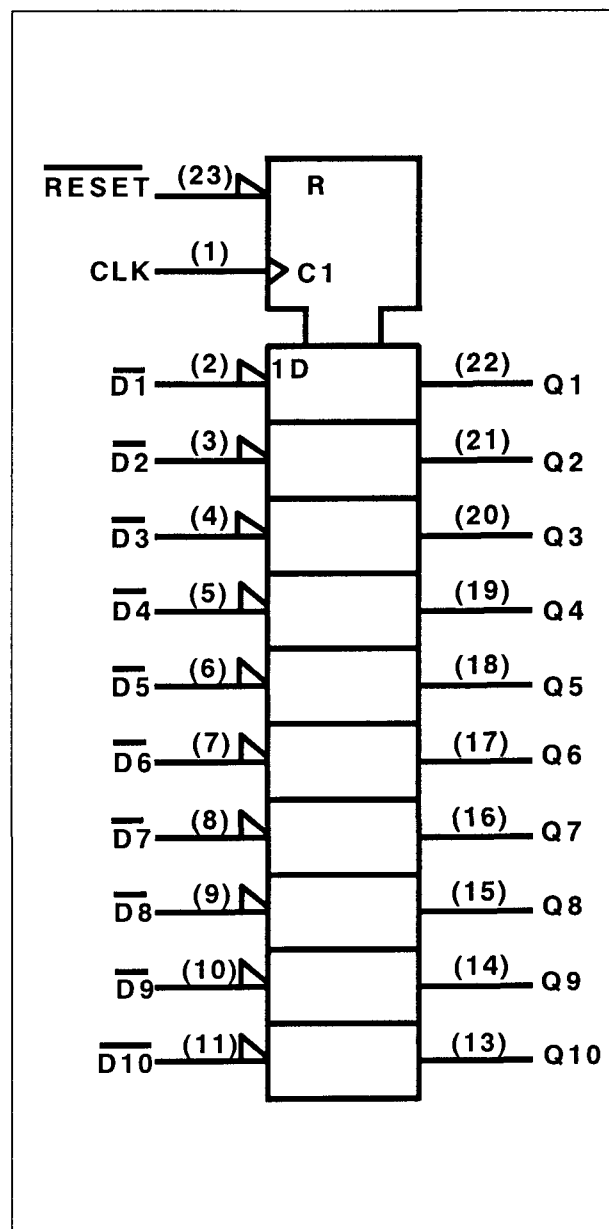 RESET (23) R
CLK (1) C1
D1 (2) 1D (22) Q1
D2 (3) (21) Q2
D3 (4) (20) Q3
D4 (5) (19) Q4
D5 (6) (18) Q5
D6 (7) (17) Q6
D7 (8) (16) Q7
D8 (9) (15) Q8
D9 (10) (14) Q9
D10 (11) (13) Q10